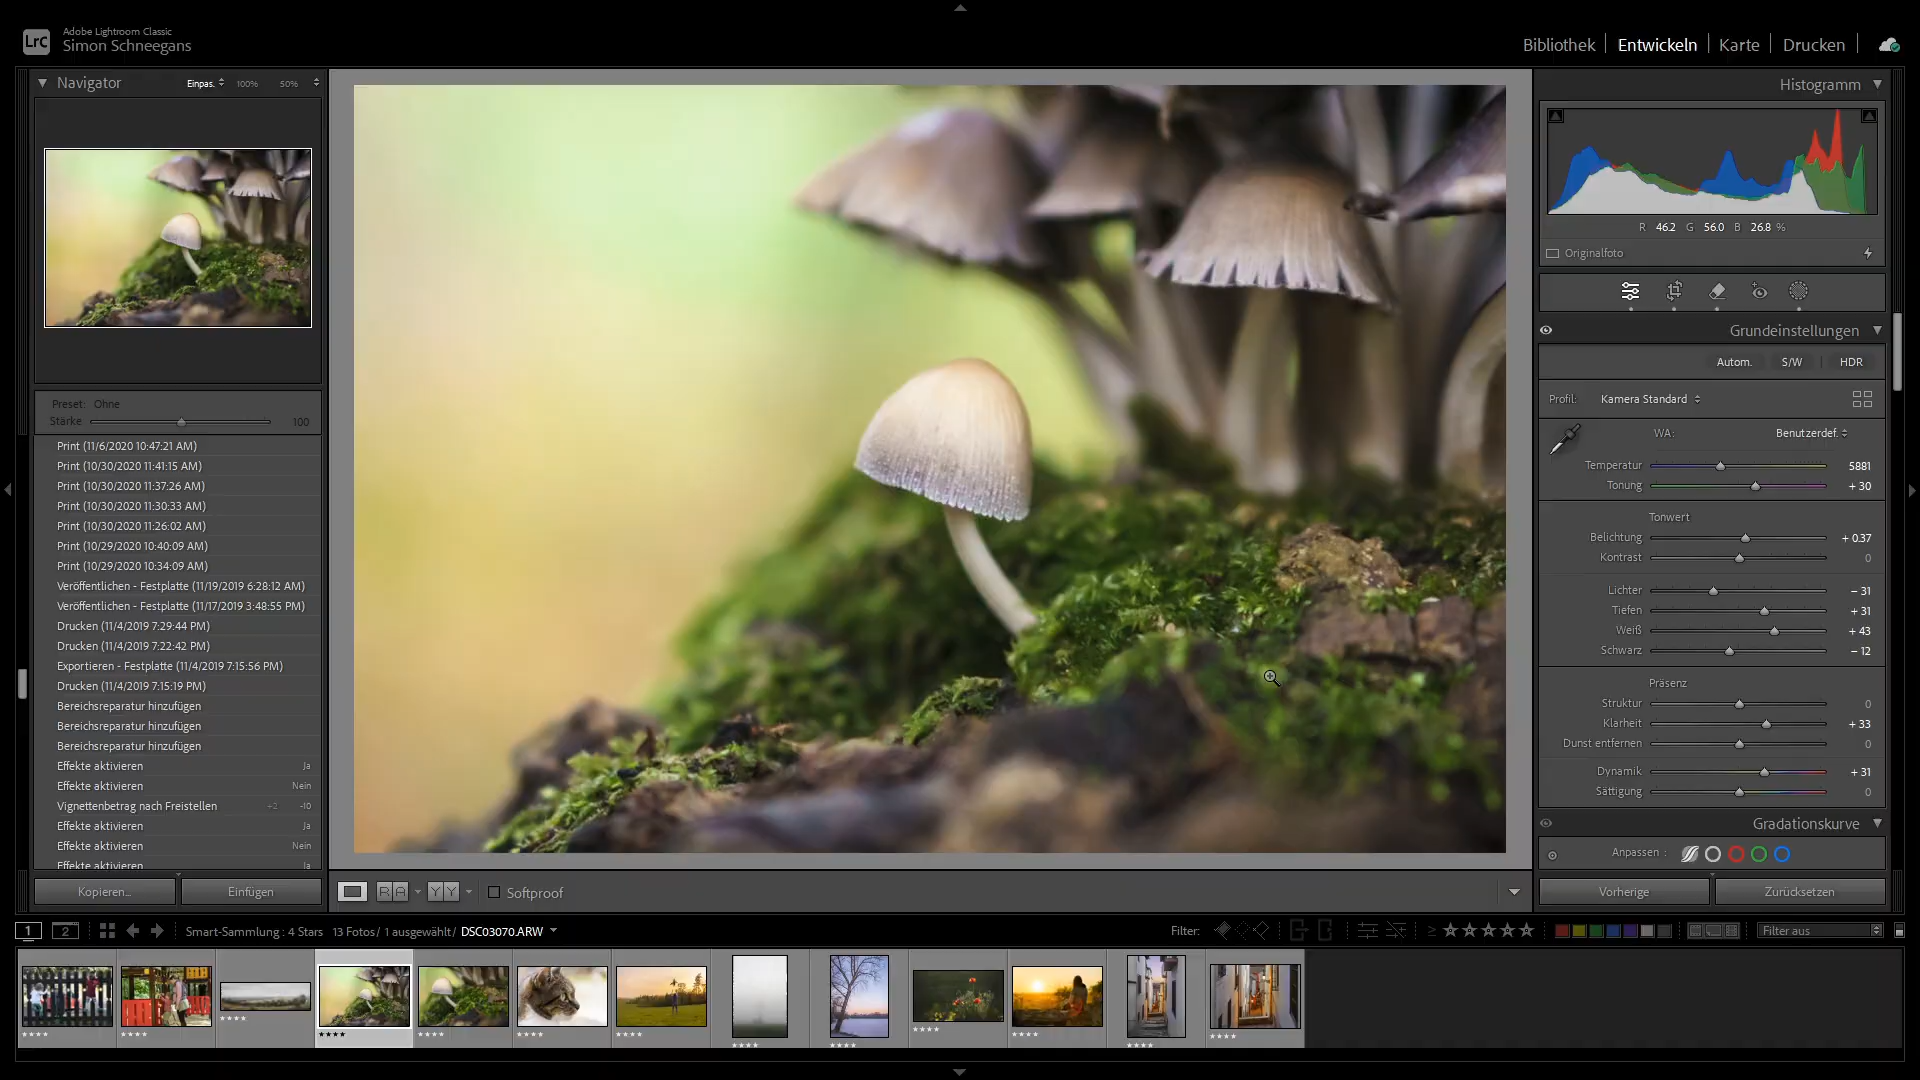 LrC
Adobe Lightroom Classic
Simon Schneegans
Bibliothek
Entwickeln
Karte
Drucken
Navigator
Einpas.
100%
50%
Preset: Ohne
Stärke 100
Print (11/6/2020 10:47:21 AM)
Print (10/30/2020 11:41:15 AM)
Print (10/30/2020 11:37:26 AM)
Print (10/30/2020 11:30:33 AM)
Print (10/30/2020 11:26:02 AM)
Print (10/29/2020 10:40:09 AM)
Print (10/29/2020 10:34:09 AM)
Veröffentlichen - Festplatte (11/19/2019 6:28:12 AM)
Veröffentlichen - Festplatte (11/17/2019 3:48:55 PM)
Drucken (11/4/2019 7:29:44 PM)
Drucken (11/4/2019 7:22:42 PM)
Exportieren - Festplatte (11/4/2019 7:15:56 PM)
Drucken (11/4/2019 7:15:19 PM)
Bereichsreparatur hinzufügen
Bereichsreparatur hinzufügen
Bereichsreparatur hinzufügen
Effekte aktivieren Ja
Effekte aktivieren Nein
Vignettenbetrag nach Freistellen +2 -10
Effekte aktivieren Ja
Effekte aktivieren Nein
Effekte aktivieren Ja
Kopieren...
Einfügen
R A
Y Y
Softproof
Histogramm
R 46.2 G 56.0 B 26.8 %
Originalfoto
Grundeinstellungen
Autom.
S/W
HDR
Profil: Kamera Standard
WA: Benutzerdef.
Temperatur 5881
Tonung + 30
Tonwert
Belichtung + 0.37
Kontrast 0
Lichter − 31
Tiefen + 31
Weiß + 43
Schwarz − 12
Präsenz
Struktur 0
Klarheit + 33
Dunst entfernen 0
Dynamik + 31
Sättigung 0
Gradationskurve
Anpassen :
Vorherige
Zurücksetzen
1
2
Smart-Sammlung : 4 Stars 13 Fotos/ 1 ausgewählt/ DSC03070.ARW
Filter:
≥
Filter aus